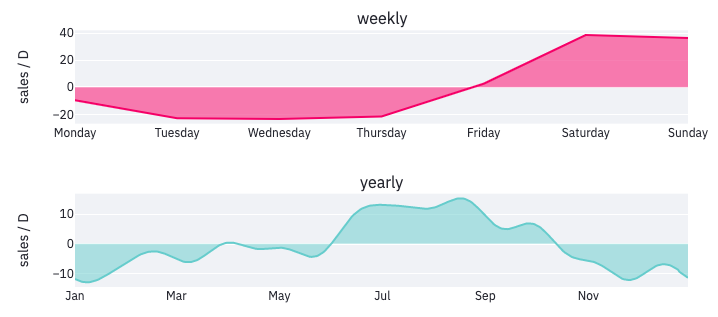 weekly
sales / D
40
20
0
−20
Monday Tuesday Wednesday Thursday Friday Saturday Sunday
yearly
sales / D
10
0
−10
Jan Mar May Jul Sep Nov